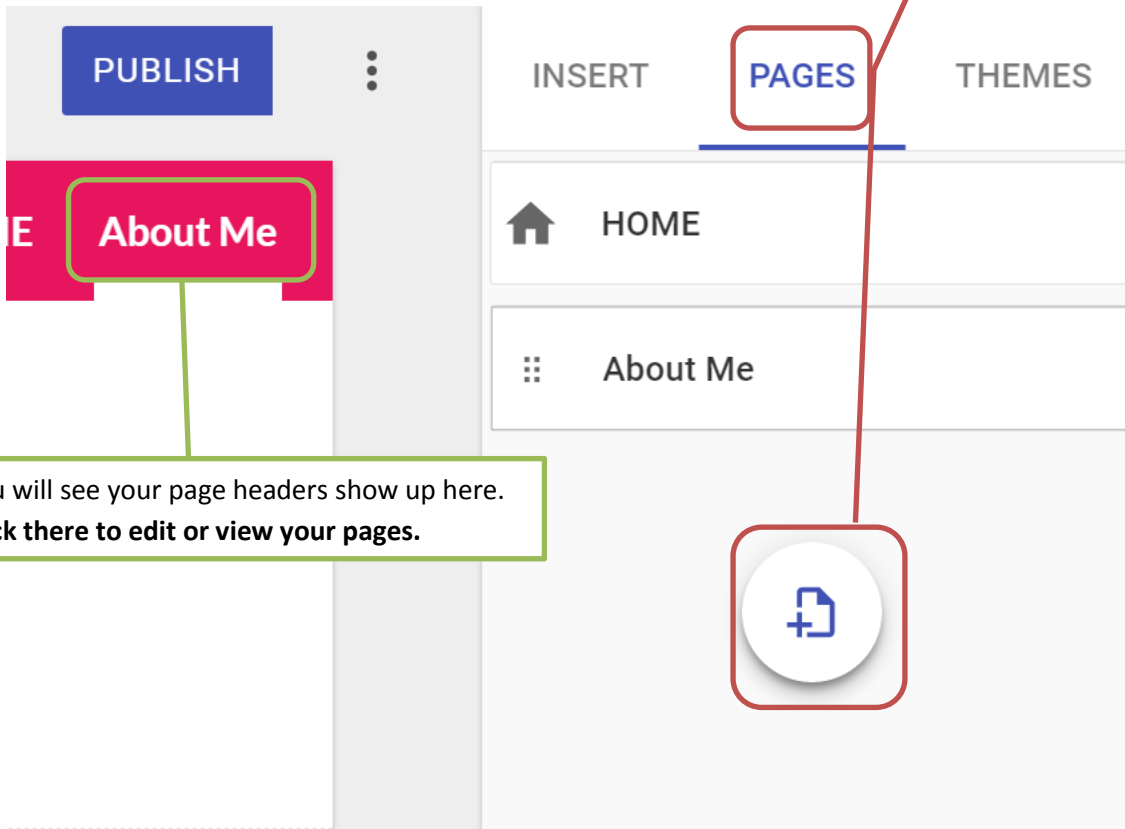 PUBLISH
INSERT PAGES THEMES
E About Me
HOME
About Me
u will see your page headers show up here.
ck there to edit or view your pages.